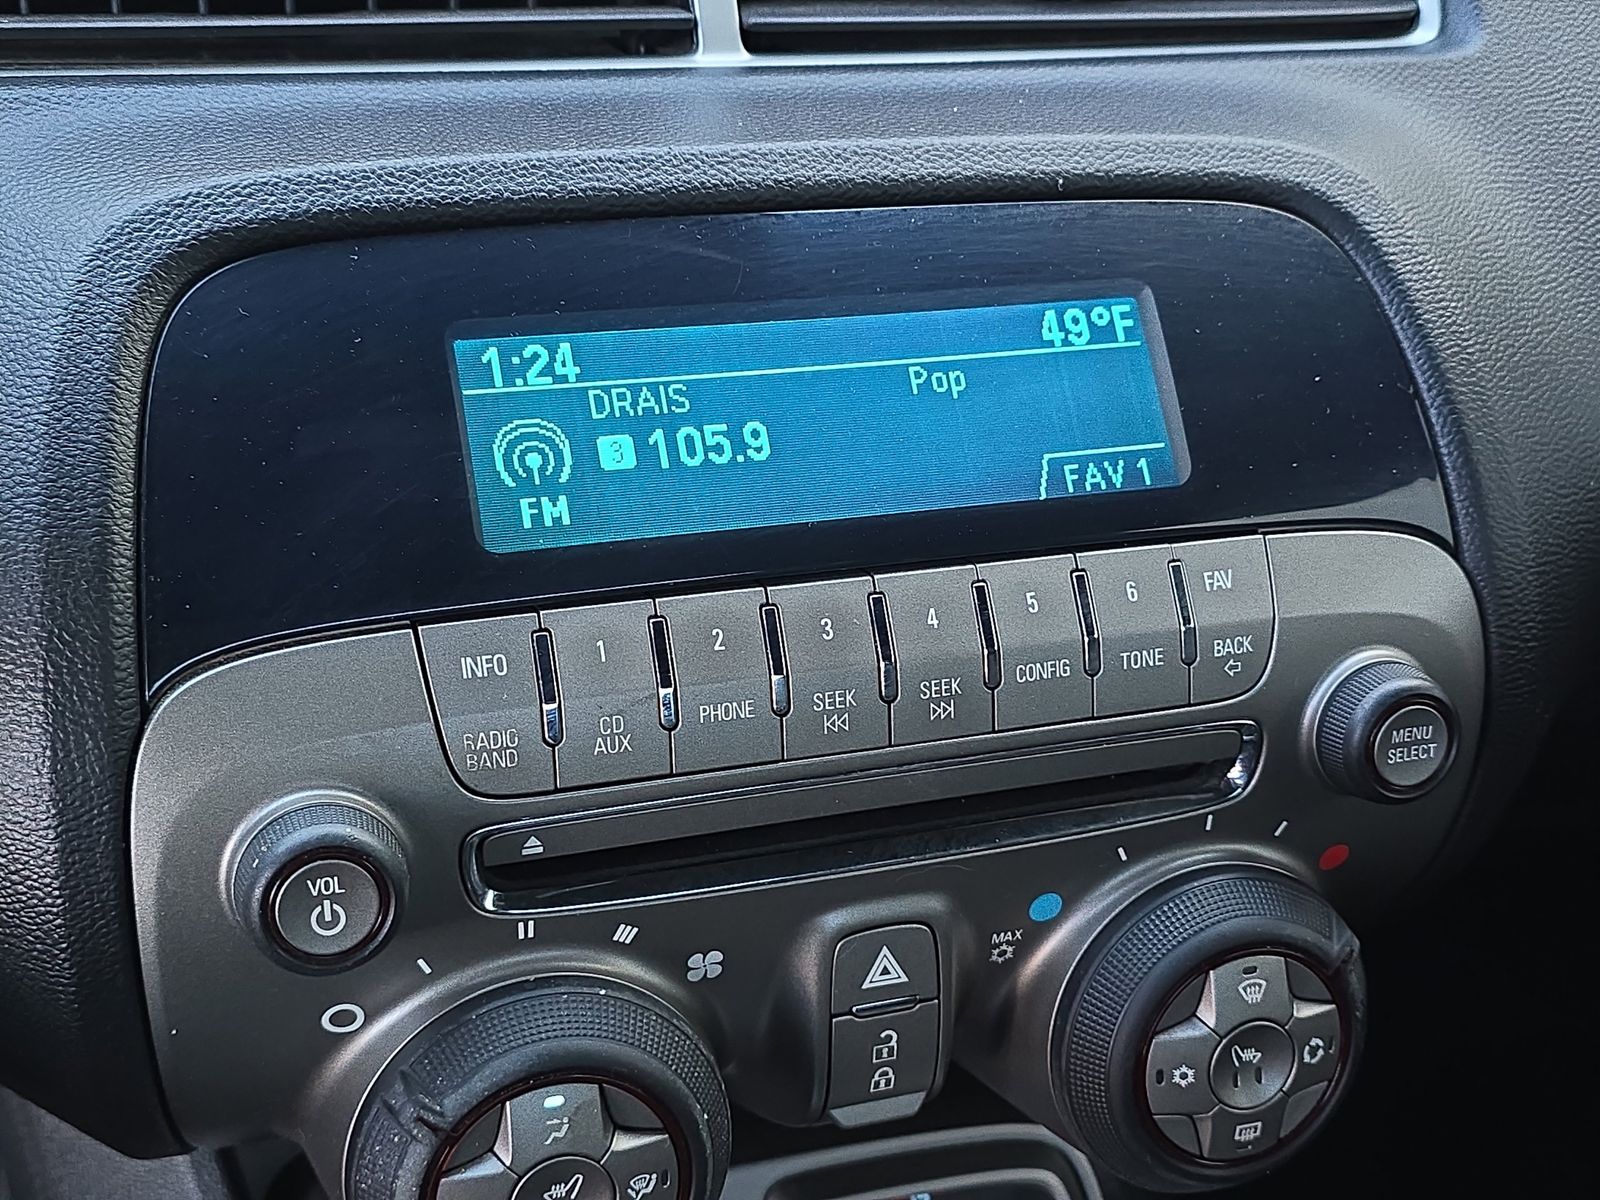 1:24 49°F
DRAIS Pop
3 105.9
FM FAV 1
INFO
RADIO
BAND
1
CD
AUX
2
PHONE
3
SEEK
4
SEEK
5
CONFIG
6
TONE
FAV
BACK
MENU
SELECT
VOL
MAX